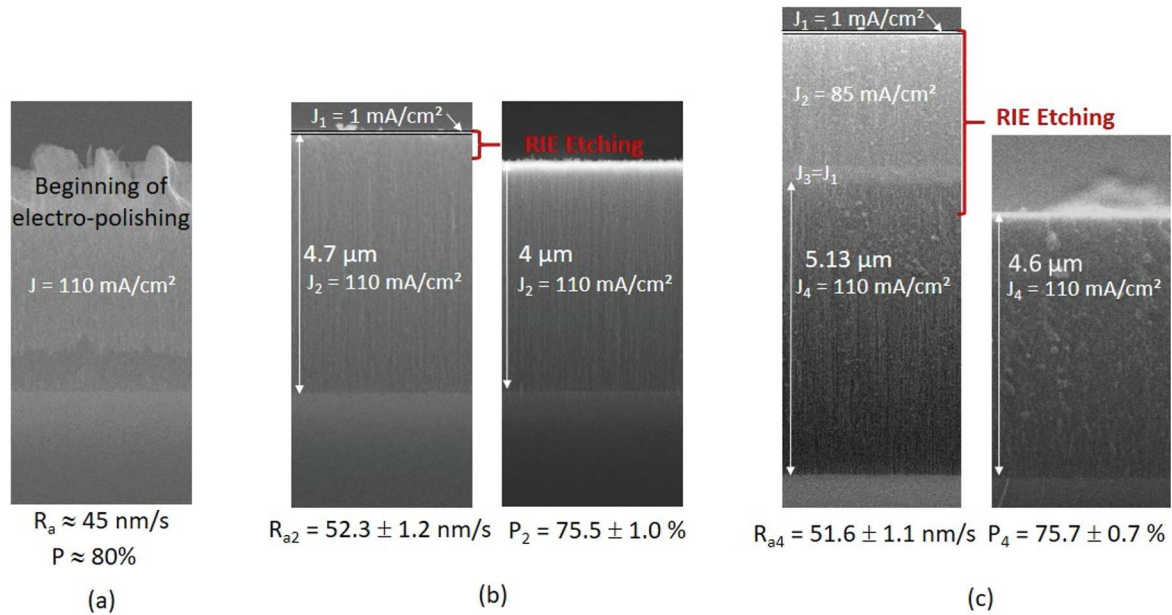 Beginning of
electro-polishing
J = 110 mA/cm²
Rₐ ≈ 45 nm/s
P ≈ 80%
(a)
J₁ = 1 mA/cm²
RIE Etching
4.7 µm
J₂ = 110 mA/cm²
4 µm
J₂ = 110 mA/cm²
Rₐ₂ = 52.3 ± 1.2 nm/s
P₂ = 75.5 ± 1.0 %
(b)
J₁ = 1 mA/cm²
J₂ = 85 mA/cm²
RIE Etching
J₃=J₁
5.13 µm
J₄ = 110 mA/cm²
4.6 µm
J₄ = 110 mA/cm²
Rₐ₄ = 51.6 ± 1.1 nm/s
P₄ = 75.7 ± 0.7 %
(c)